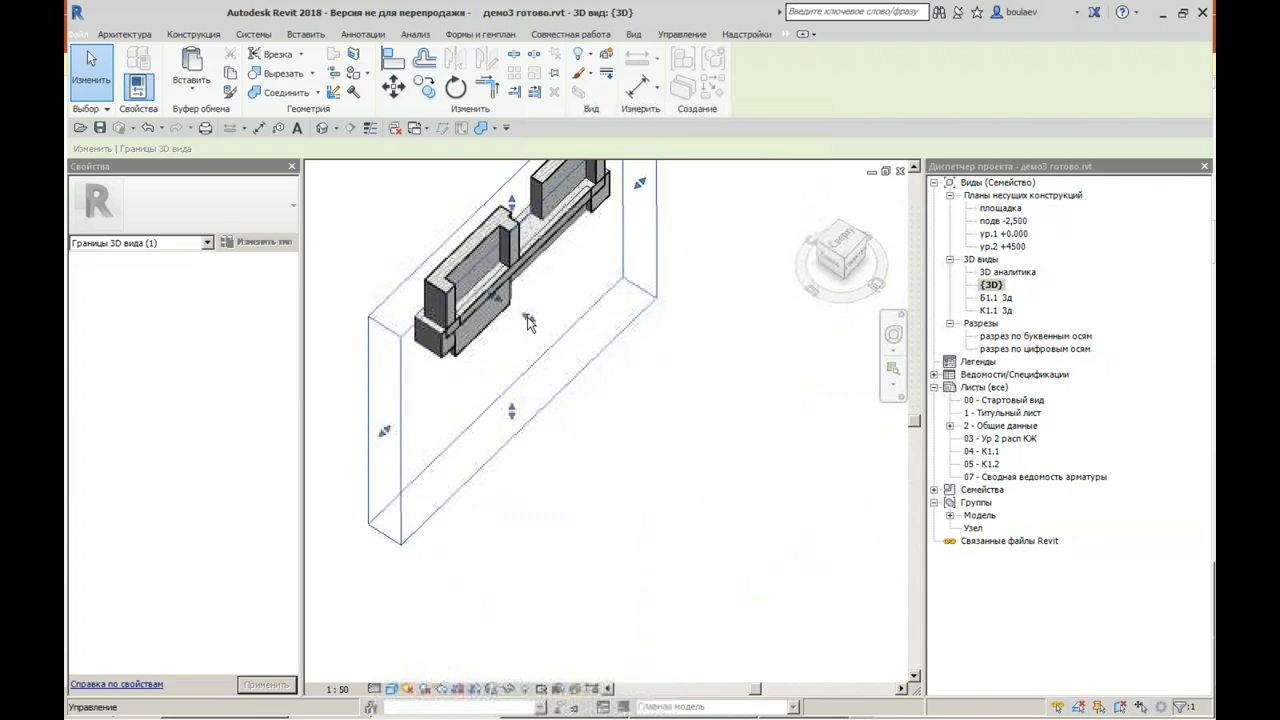 Autodesk Revit 2018 - Версия не для перепродажи - демо3 готово.rvt - 3D вид: {3D}
Введите ключевое слово/фразу
boulaev
Файл Архитектура Конструкция Системы Вставить Аннотации Анализ Формы и генплан Совместная работа Вид Управление Надстройки
Изменить
Вставить
Врезка
Вырезать
Соединить
Выбор Свойства Буфер обмена Геометрия Изменить Вид Измерить Создание
Изменить | Границы 3D вида
Свойства
Границы 3D вида (1)
Изменить тип
Справка по свойствам
Применить
1 : 50
Управление
Главная модель
:1
Диспетчер проекта - демо3 готово.rvt
Виды (Семейство)
Планы несущих конструкций
площадка
подв -2,500
ур.1 +0.000
ур.2 +4500
3D виды
3D аналитика
{3D}
Б1.1 3д
К1.1 3д
Разрезы
разрез по буквенным осям
разрез по цифровым осям
Легенды
Ведомости/Спецификации
Листы (все)
00 - Стартовый вид
1 - Титульный лист
2 - Общие данные
03 - Ур 2 расп КЖ
04 - К1.1
05 - К1.2
07 - Сводная ведомость арматуры
Семейства
Группы
Модель
Узел
Связанные файлы Revit